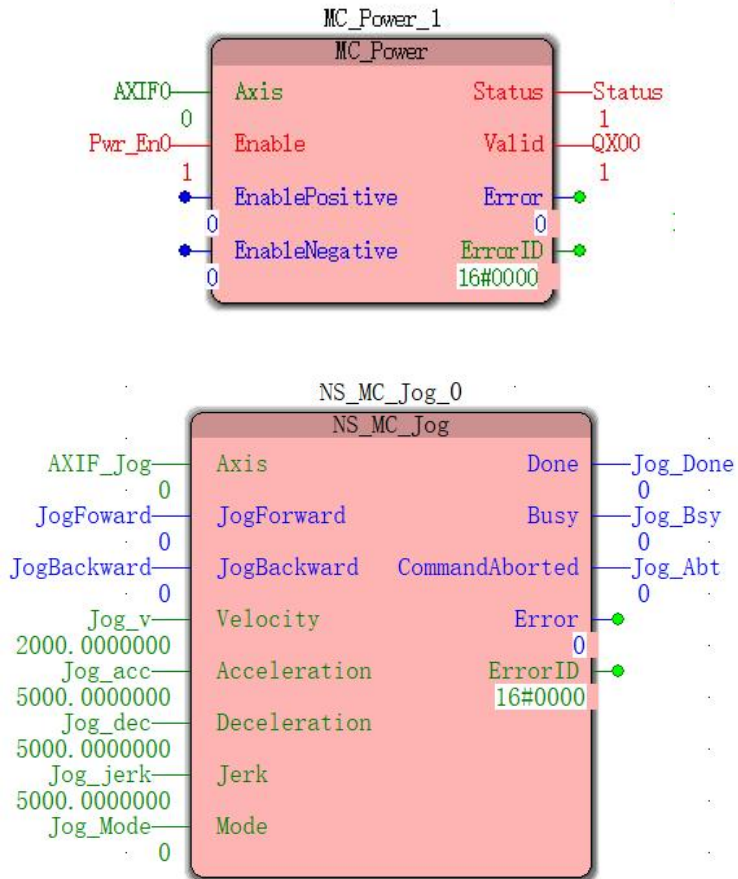 MC_Power_1
MC_Power
AXIF0 Axis Status Status
0 1
Pwr_En0 Enable Valid QX00
1 1
EnablePositive Error
0 0
EnableNegative ErrorID
0 16#0000
NS_MC_Jog_0
NS_MC_Jog
AXIF_Jog Axis Done Jog_Done
0 0
JogFoward JogForward Busy Jog_Bsy
0 0
JogBackward JogBackward CommandAborted Jog_Abt
0 0
Jog_v Velocity Error
2000.0000000 0
Jog_acc Acceleration ErrorID
5000.0000000 16#0000
Jog_dec Deceleration
5000.0000000
Jog_jerk Jerk
5000.0000000
Jog_Mode Mode
0